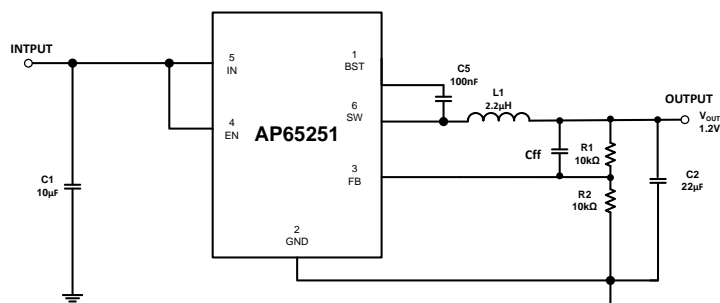 INTPUT
5
IN
4
EN
C1
10µF
AP65251
1
BST
6
SW
3
FB
2
GND
C5
100nF
L1
2.2µH
Cff
R1
10kΩ
R2
10kΩ
OUTPUT
VOUT
1.2V
C2
22µF